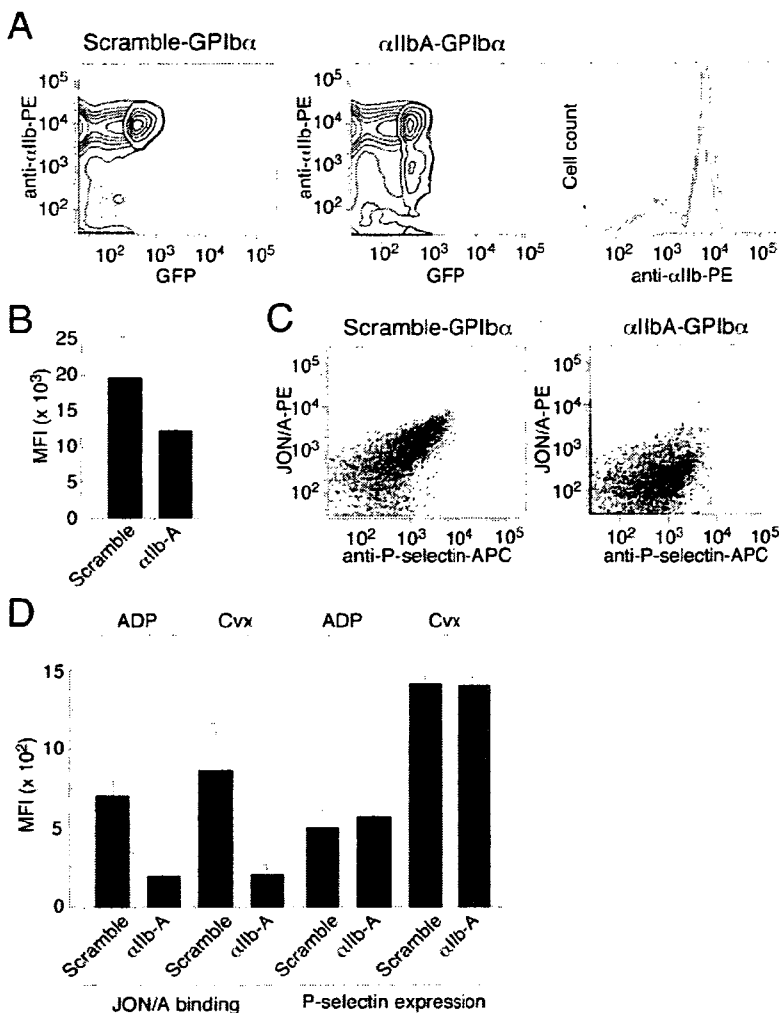 A
Scramble-GPIbα
αIIbA-GPIbα
anti-αIIb-PE
10⁵
10⁴
10³
10²
10² 10³ 10⁴ 10⁵
GFP
10⁵
10⁴
10³
10²
10² 10³ 10⁴ 10⁵
GFP
Cell count
10² 10³ 10⁴ 10⁵
anti-αIIb-PE
B
MFI (x 10³)
25
20
15
10
5
0
Scramble
αIIb-A
C
Scramble-GPIbα
αIIbA-GPIbα
JON/A-PE
10⁵
10⁴
10³
10²
10² 10³ 10⁴ 10⁵
anti-P-selectin-APC
JON/A-PE
10⁵
10⁴
10³
10²
10² 10³ 10⁴ 10⁵
anti-P-selectin-APC
D
ADP Cvx ADP Cvx
MFI (x 10²)
15
10
5
0
Scramble
αIIb-A
Scramble
αIIb-A
Scramble
αIIb-A
Scramble
αIIb-A
JON/A binding
P-selectin expression